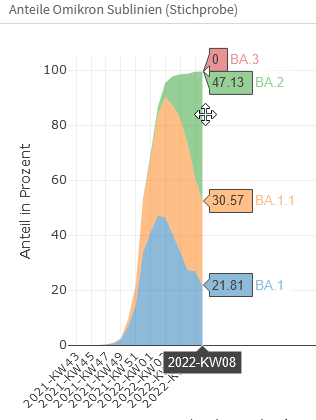 Anteile Omikron Sublinien (Stichprobe)
0 BA.3
47.13 BA.2
30.57 BA.1.1
21.81 BA.1
Anteil in Prozent
100
80
60
40
20
0
2021-KW43
2021-KW45
2021-KW47
2021-KW49
2021-KW51
2022-KW01
2022-KW08